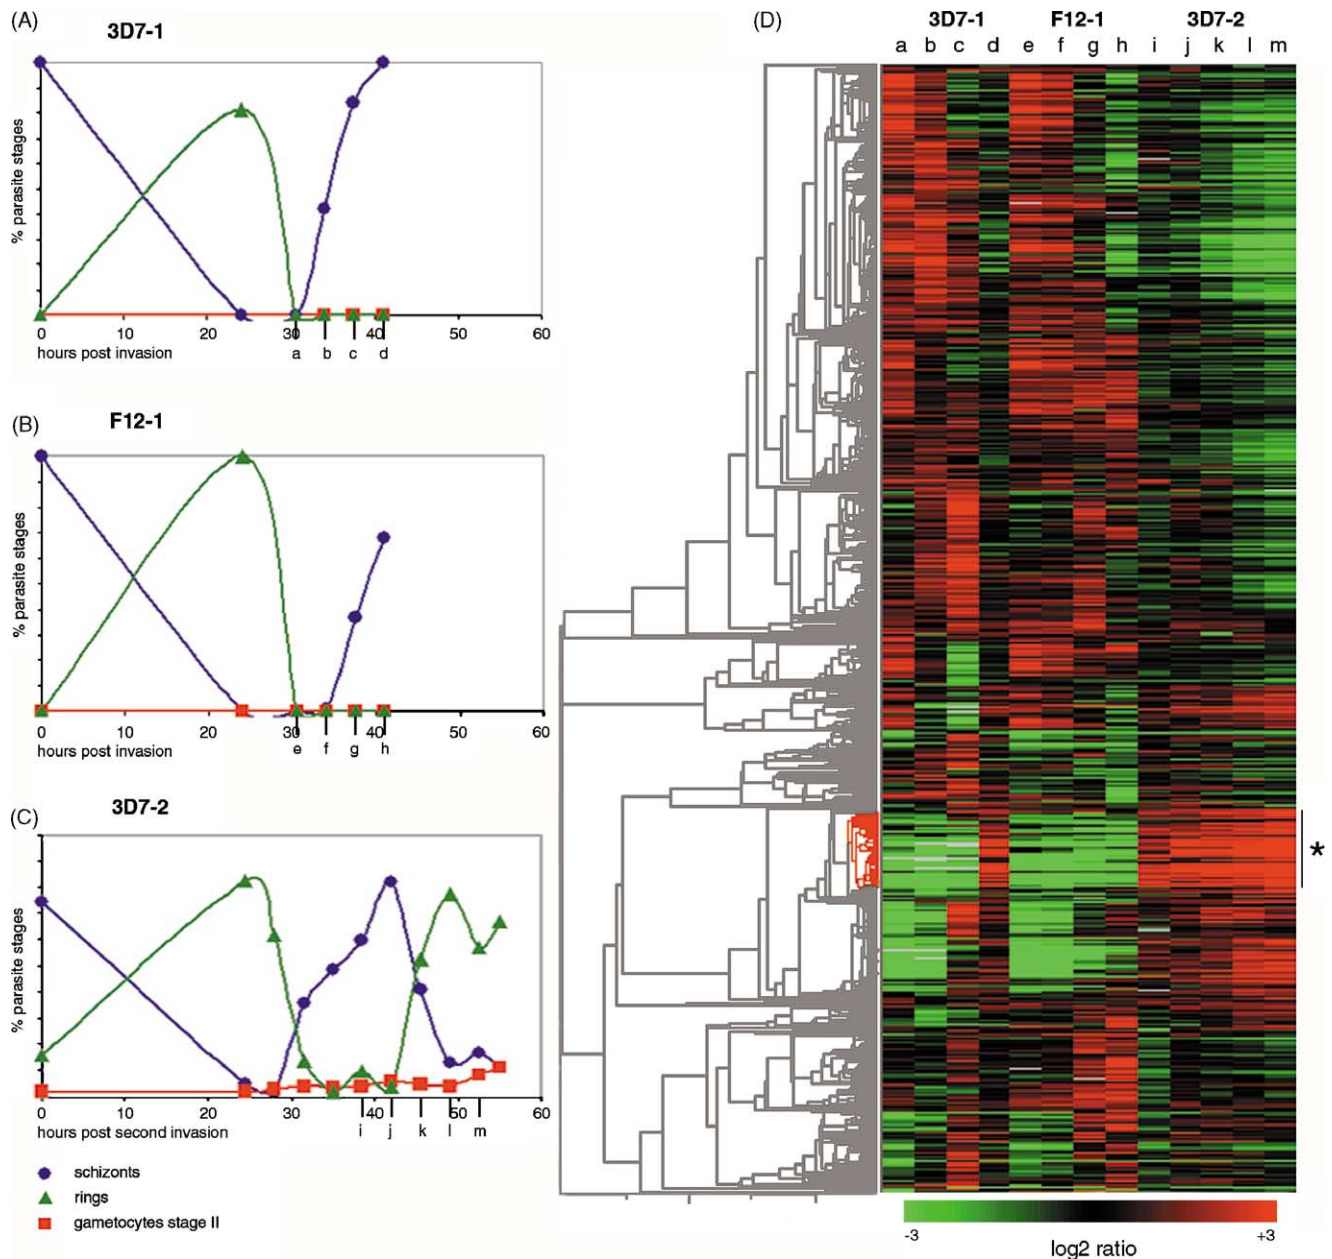 (A)
3D7-1
% parasite stages
0 10 20 30 40 50 60
hours post invasion
a b c d
(B)
F12-1
% parasite stages
0 10 20 30 40 50 60
hours post invasion
e f g h
(C)
3D7-2
% parasite stages
0 10 20 30 40 50 60
hours post second invasion
i j k l m
schizonts
rings
gametocytes stage II
(D)
3D7-1 F12-1 3D7-2
a b c d e f g h i j k l m
*
-3 +3
log2 ratio